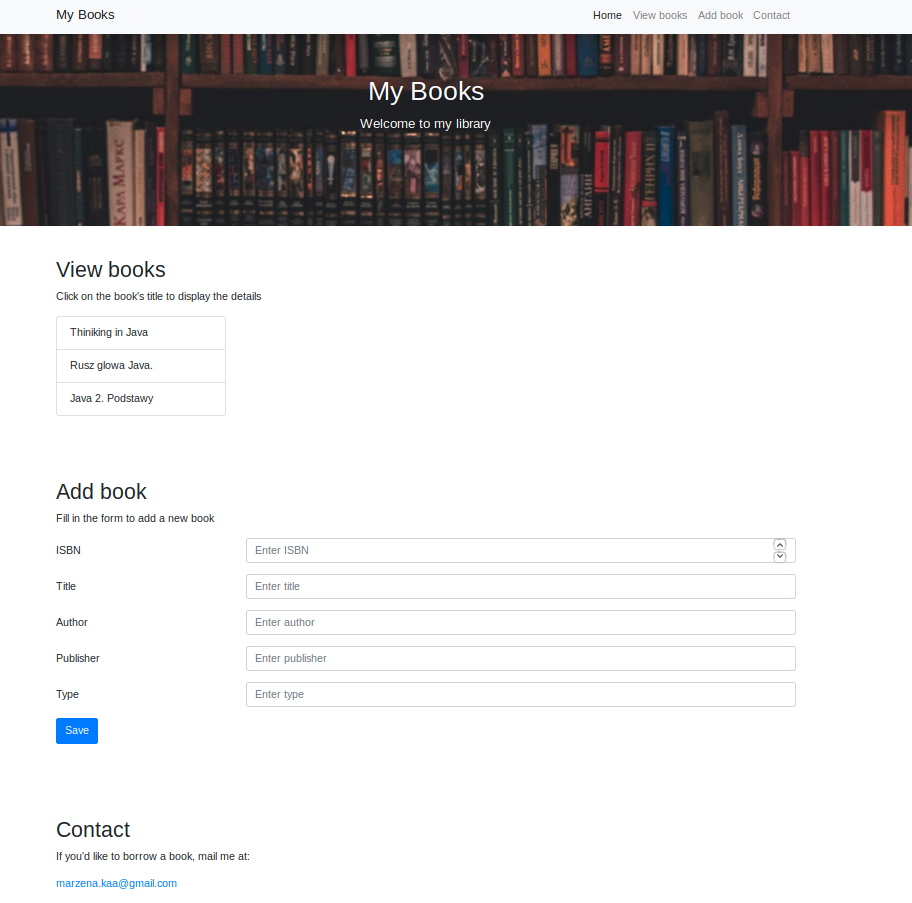 My Books
Home View books Add book Contact
My Books
Welcome to my library
КАРЛ МАРКС
View books
Click on the book's title to display the details
Thiniking in Java
Rusz glowa Java.
Java 2. Podstawy
Add book
Fill in the form to add a new book
ISBN Enter ISBN
Title Enter title
Author Enter author
Publisher Enter publisher
Type Enter type
Save
Contact
If you'd like to borrow a book, mail me at:
marzena.kaa@gmail.com